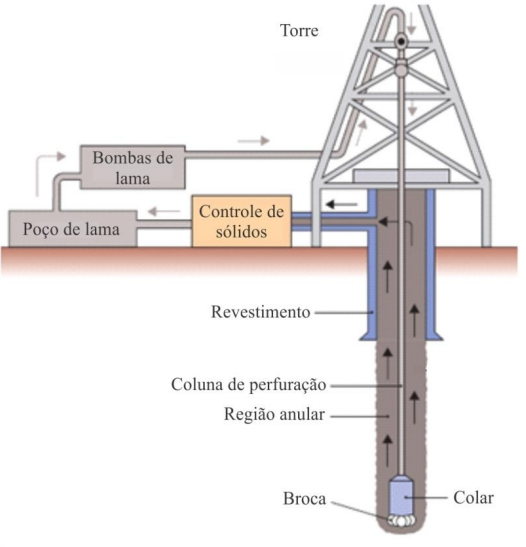 Torre
Bombas de
lama
Controle de
sólidos
Poço de lama
Revestimento
Coluna de perfuração
Região anular
Broca
Colar